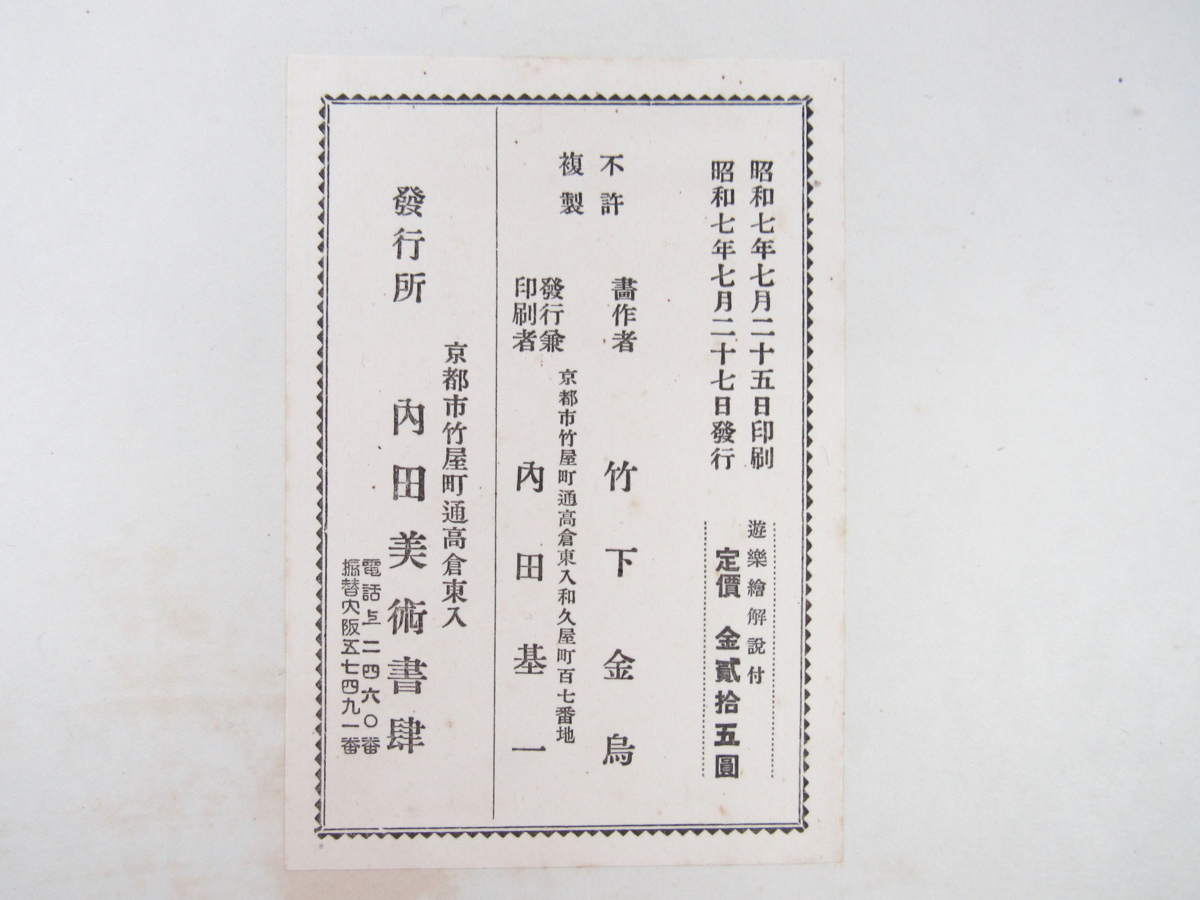 昭和七年七月二十五日印刷
昭和七年七月二十七日發行
遊樂繪解說付
定價 金貳拾五圓
不許
複製
畵作者 竹下金烏
發行兼
印刷者
京都市竹屋町通高倉東入和久屋町百七番地
內田基一
京都市竹屋町通高倉東入
發行所 內田美術書肆
電話上二四六〇番
振替大阪五七四九一番